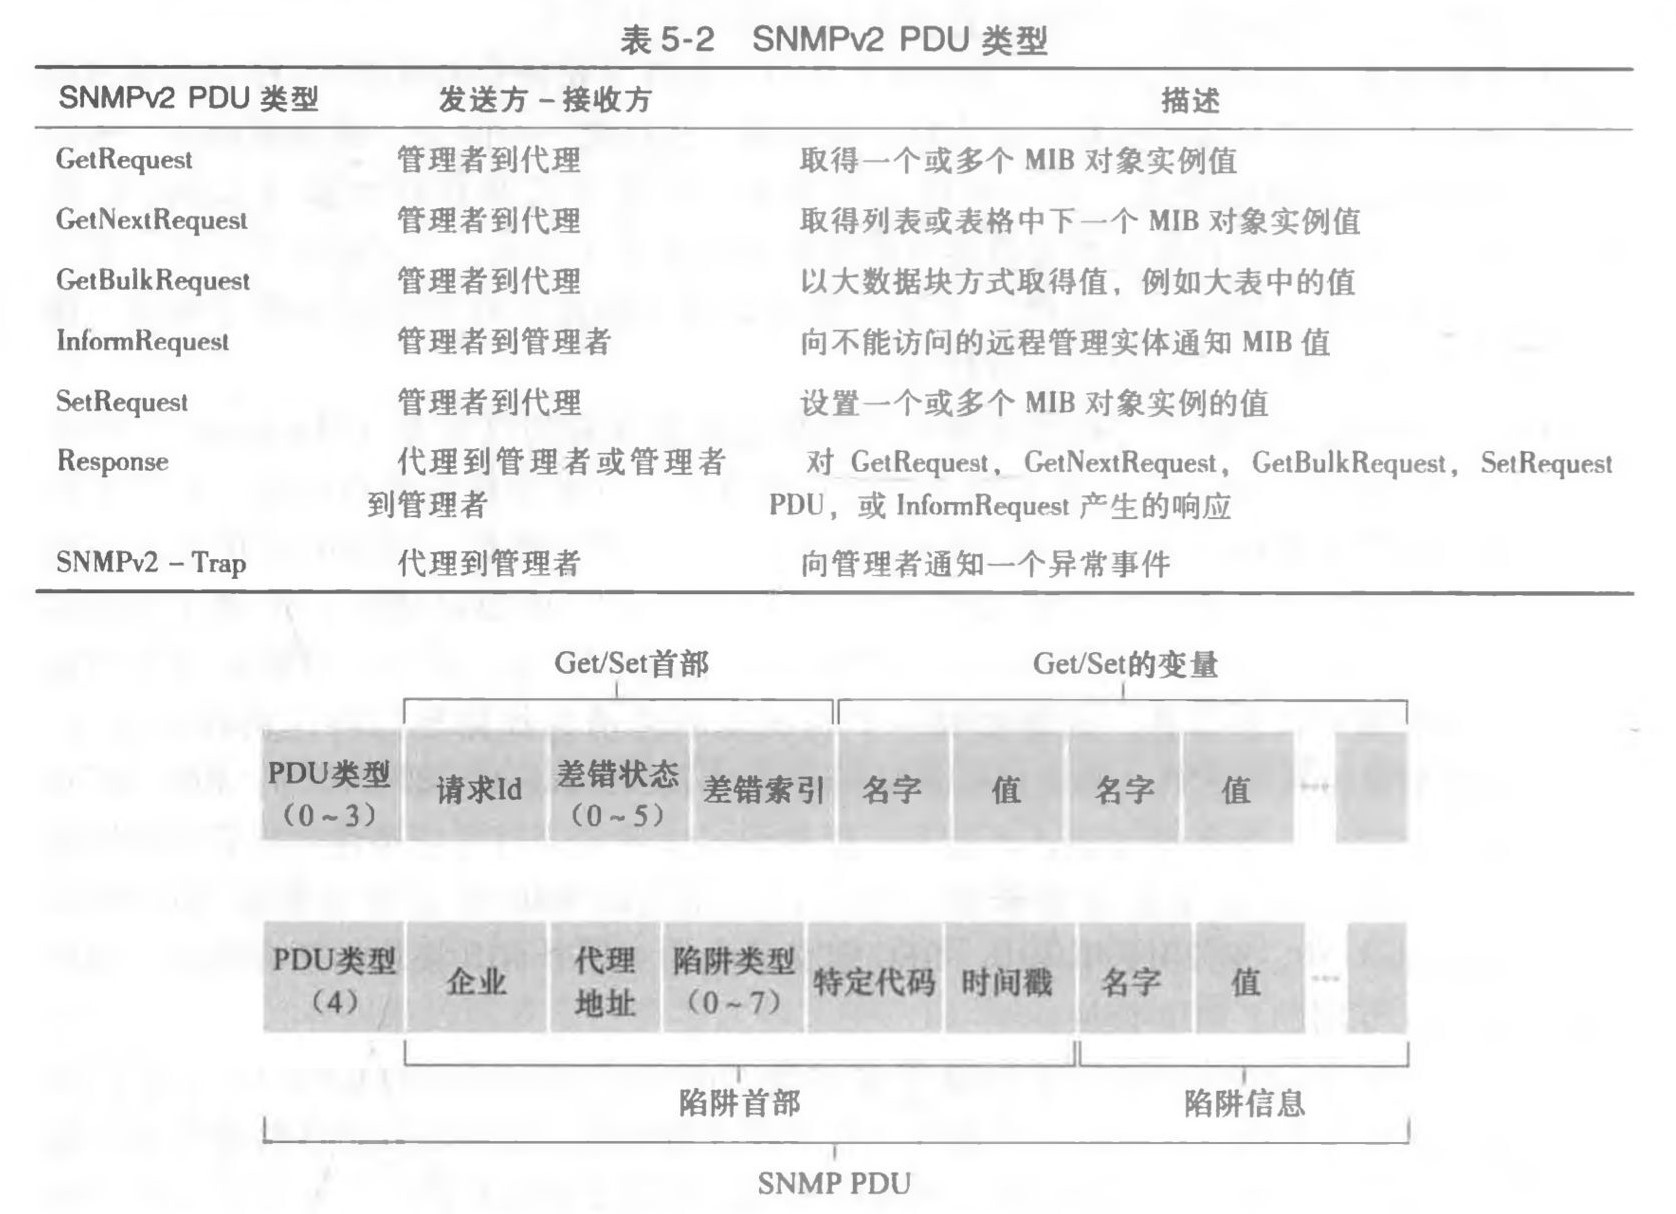 表 5-2 SNMPv2 PDU 类型
SNMPv2 PDU 类型 发送方－接收方 描述
GetRequest 管理者到代理 取得一个或多个 MIB 对象实例值
GetNextRequest 管理者到代理 取得列表或表格中下一个 MIB 对象实例值
GetBulkRequest 管理者到代理 以大数据块方式取得值，例如大表中的值
InformRequest 管理者到管理者 向不能访问的远程管理实体通知 MIB 值
SetRequest 管理者到代理 设置一个或多个 MIB 对象实例的值
Response 代理到管理者或管理者 对 GetRequest，GetNextRequest，GetBulkRequest，SetRequest
到管理者 PDU，或 InformRequest 产生的响应
SNMPv2－Trap 代理到管理者 向管理者通知一个异常事件
Get/Set首部 Get/Set的变量
PDU类型
（0~3）
请求Id
差错状态
（0~5）
差错索引
名字
值
名字
值
…
PDU类型
（4）
企业
代理
地址
陷阱类型
（0~7）
特定代码
时间戳
名字
值
…
陷阱首部 陷阱信息
SNMP PDU